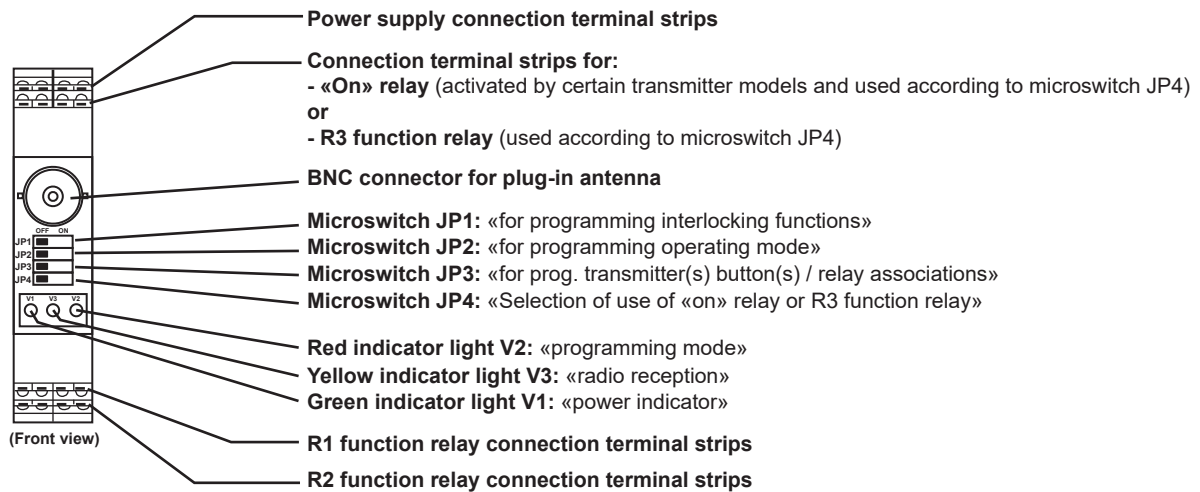 Power supply connection terminal strips
Connection terminal strips for:
- «On» relay (activated by certain transmitter models and used according to microswitch JP4)
or
- R3 function relay (used according to microswitch JP4)
BNC connector for plug-in antenna
OFF ON
JP1
JP2
JP3
JP4
Microswitch JP1: «for programming interlocking functions»
Microswitch JP2: «for programming operating mode»
Microswitch JP3: «for prog. transmitter(s) button(s) / relay associations»
Microswitch JP4: «Selection of use of «on» relay or R3 function relay»
V1 V3 V2
Red indicator light V2: «programming mode»
Yellow indicator light V3: «radio reception»
Green indicator light V1: «power indicator»
(Front view)
R1 function relay connection terminal strips
R2 function relay connection terminal strips